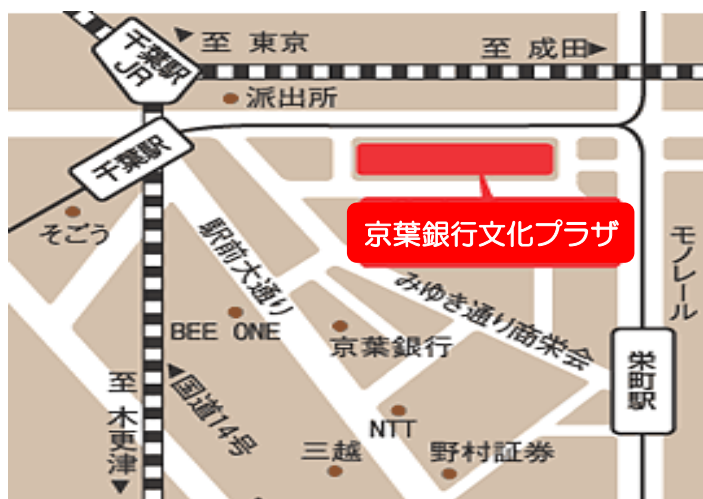 至 東京
千葉駅
JR
至 成田
派出所
千葉駅
京葉銀行文化プラザ
そごう
駅前大通り
モノレール
みゆき通り商栄会
BEE ONE
京葉銀行
栄町駅
至 木更津
国道14号
NTT
三越
野村証券